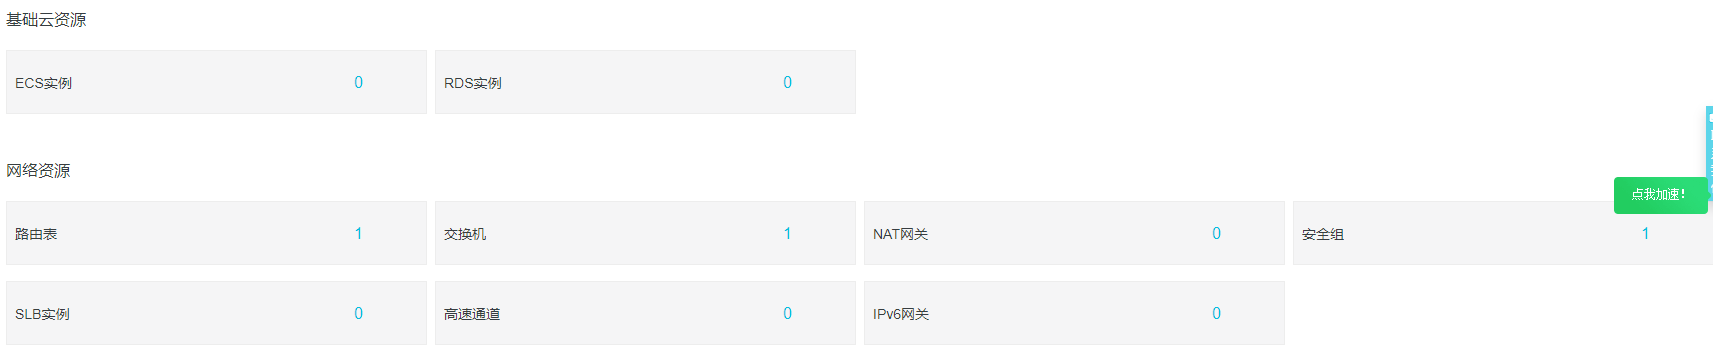 基础云资源
ECS实例 0 RDS实例 0
网络资源
点我加速!
路由表 1 交换机 1 NAT网关 0 安全组 1
SLB实例 0 高速通道 0 IPv6网关 0